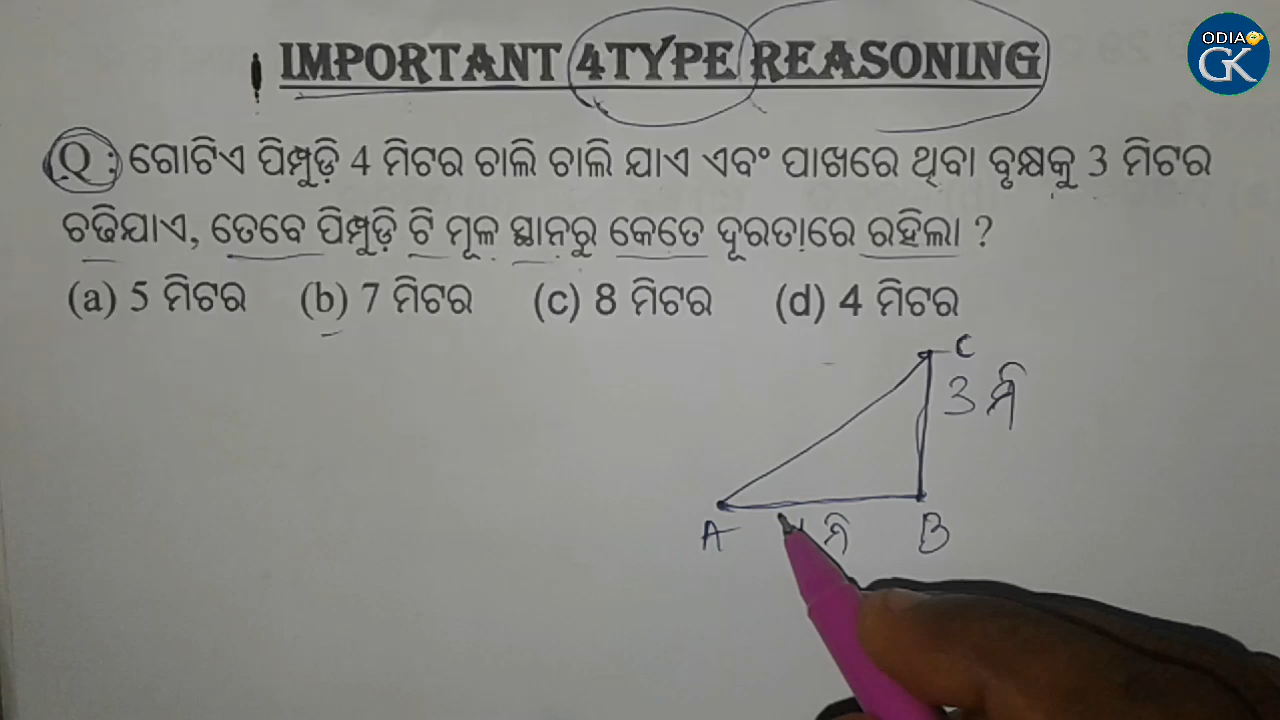 IMPORTANT 4TYPE REASONING
ODIA
GK
Q : ଗୋଟିଏ ପିମ୍ପୁଡ଼ି 4 ମିଟର ଚାଲି ଚାଲି ଯାଏ ଏବଂ ପାଖରେ ଥିବା ବୃକ୍ଷକୁ 3 ମିଟର
ଚଢିଯାଏ, ତେବେ ପିମ୍ପୁଡ଼ି ଟି ମୂଳ ସ୍ଥାନରୁ କେତେ ଦୂରତାରେ ରହିଲା ?
(a) 5 ମିଟର (b) 7 ମିଟର (c) 8 ମିଟର (d) 4 ମିଟର
C
3 ମି
A ମି B